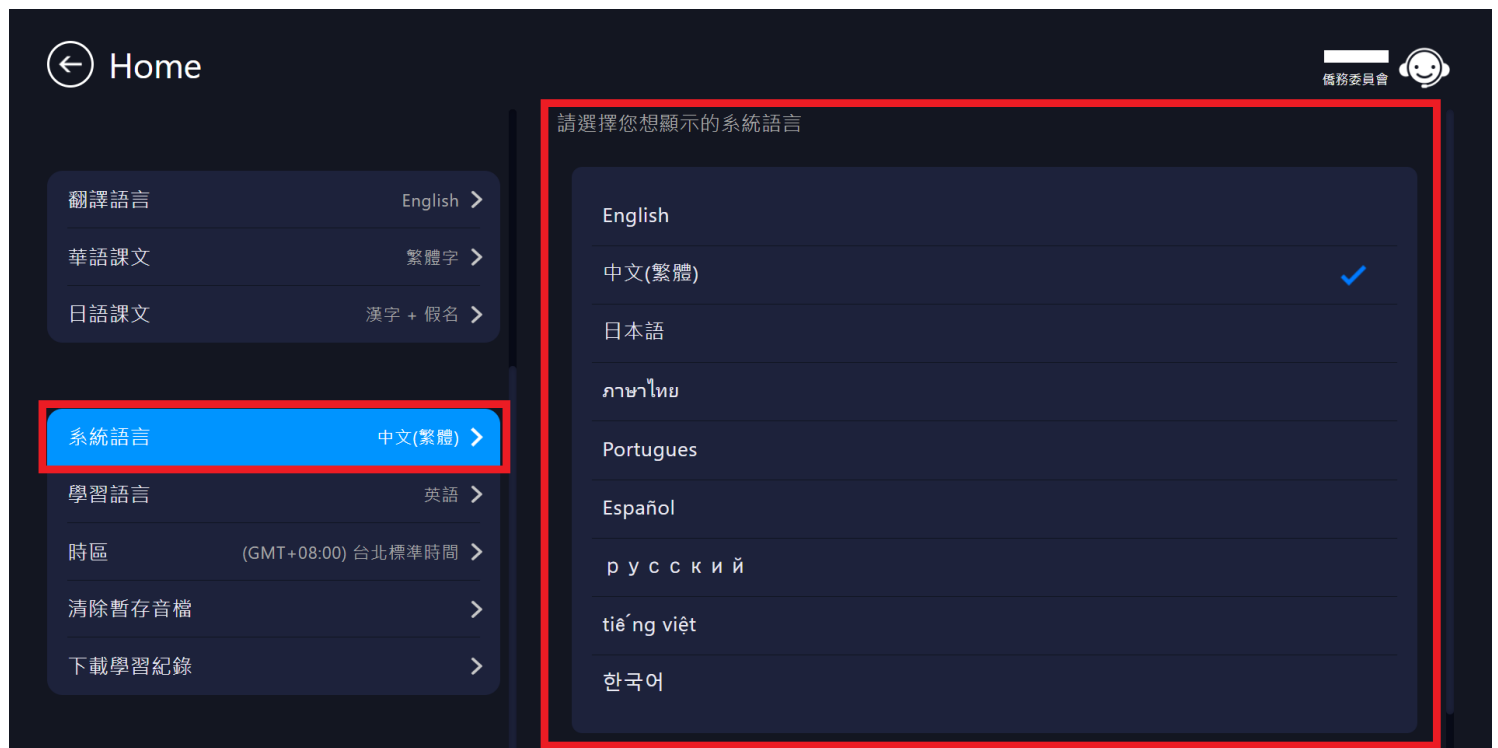 Home
僑務委員會
翻譯語言 English
華語課文 繁體字
日語課文 漢字 + 假名
系統語言 中文(繁體)
學習語言 英語
時區 (GMT+08:00) 台北標準時間
清除暫存音檔
下載學習紀錄
請選擇您想顯示的系統語言
English
中文(繁體)
日本語
ภาษาไทย
Portugues
Español
русский
tiếng việt
한국어